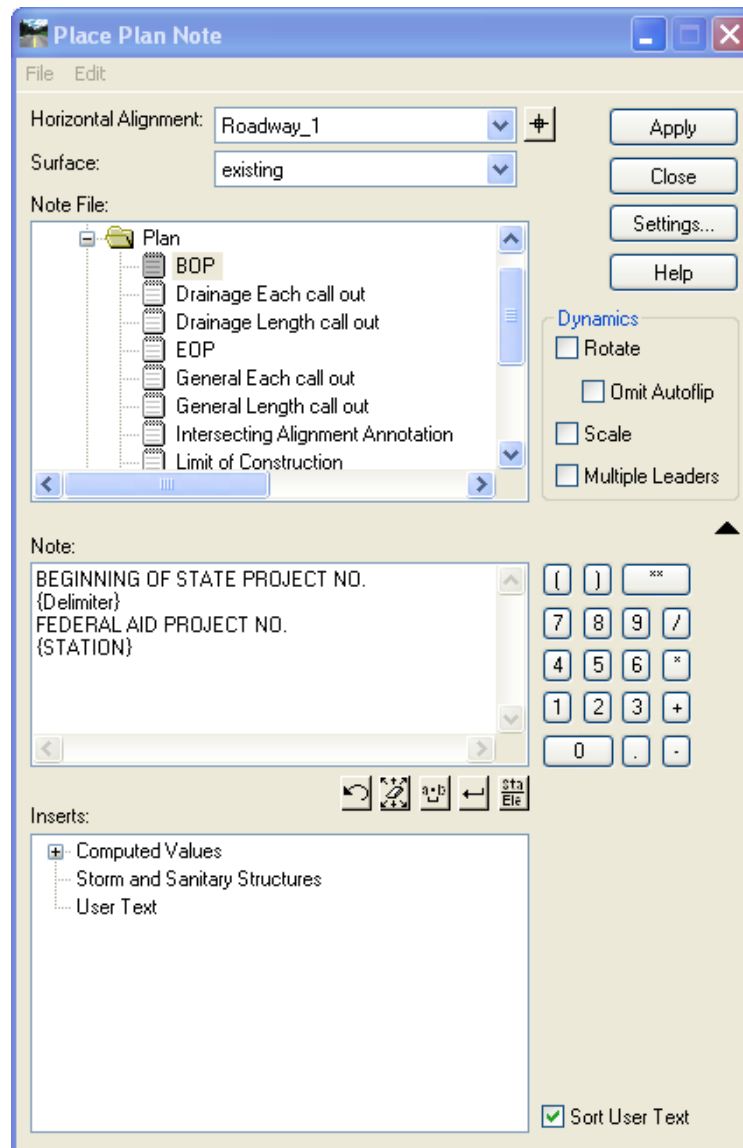 Place Plan Note
File Edit
Horizontal Alignment: Roadway_1
Apply
Surface: existing
Close
Note File:
Settings...
Plan
BOP
Help
Drainage Each call out
Drainage Length call out
Dynamics
EOP
Rotate
General Each call out
Omit Autoflip
General Length call out
Intersecting Alignment Annotation
Scale
Limit of Construction
Multiple Leaders
Note:
BEGINNING OF STATE PROJECT NO.
{Delimiter}
FEDERAL AID PROJECT NO.
{STATION}
( ) **
7 8 9 /
4 5 6 *
1 2 3 +
0 . -
a b
Sta
Ele
Inserts:
Computed Values
Storm and Sanitary Structures
User Text
Sort User Text